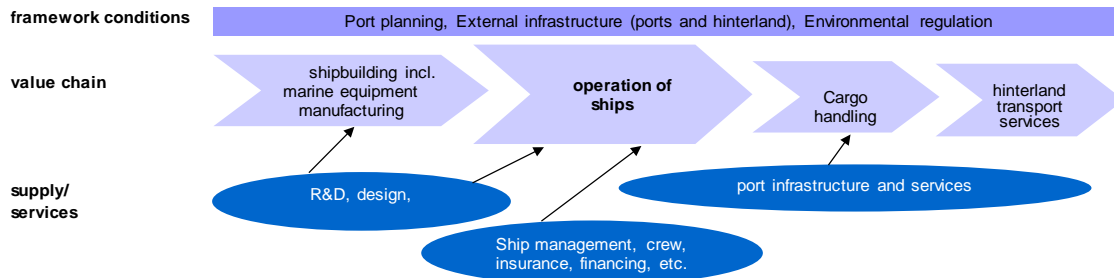 framework conditions
Port planning, External infrastructure (ports and hinterland), Environmental regulation
value chain
shipbuilding incl.
marine equipment
manufacturing
operation of
ships
Cargo
handling
hinterland
transport
services
supply/
services
R&D, design,
port infrastructure and services
Ship management, crew,
insurance, financing, etc.